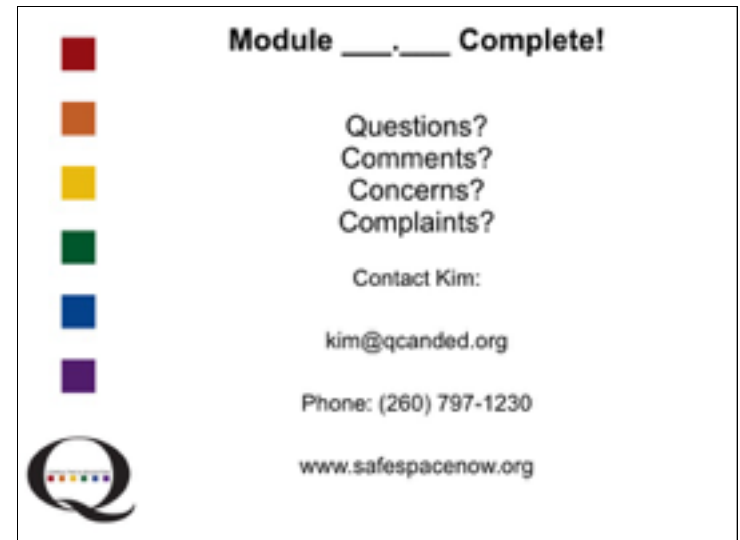 Module ___.___ Complete!
Questions?
Comments?
Concerns?
Complaints?
Contact Kim:
kim@qcanded.org
Phone: (260) 797-1230
www.safespacenow.org
Q